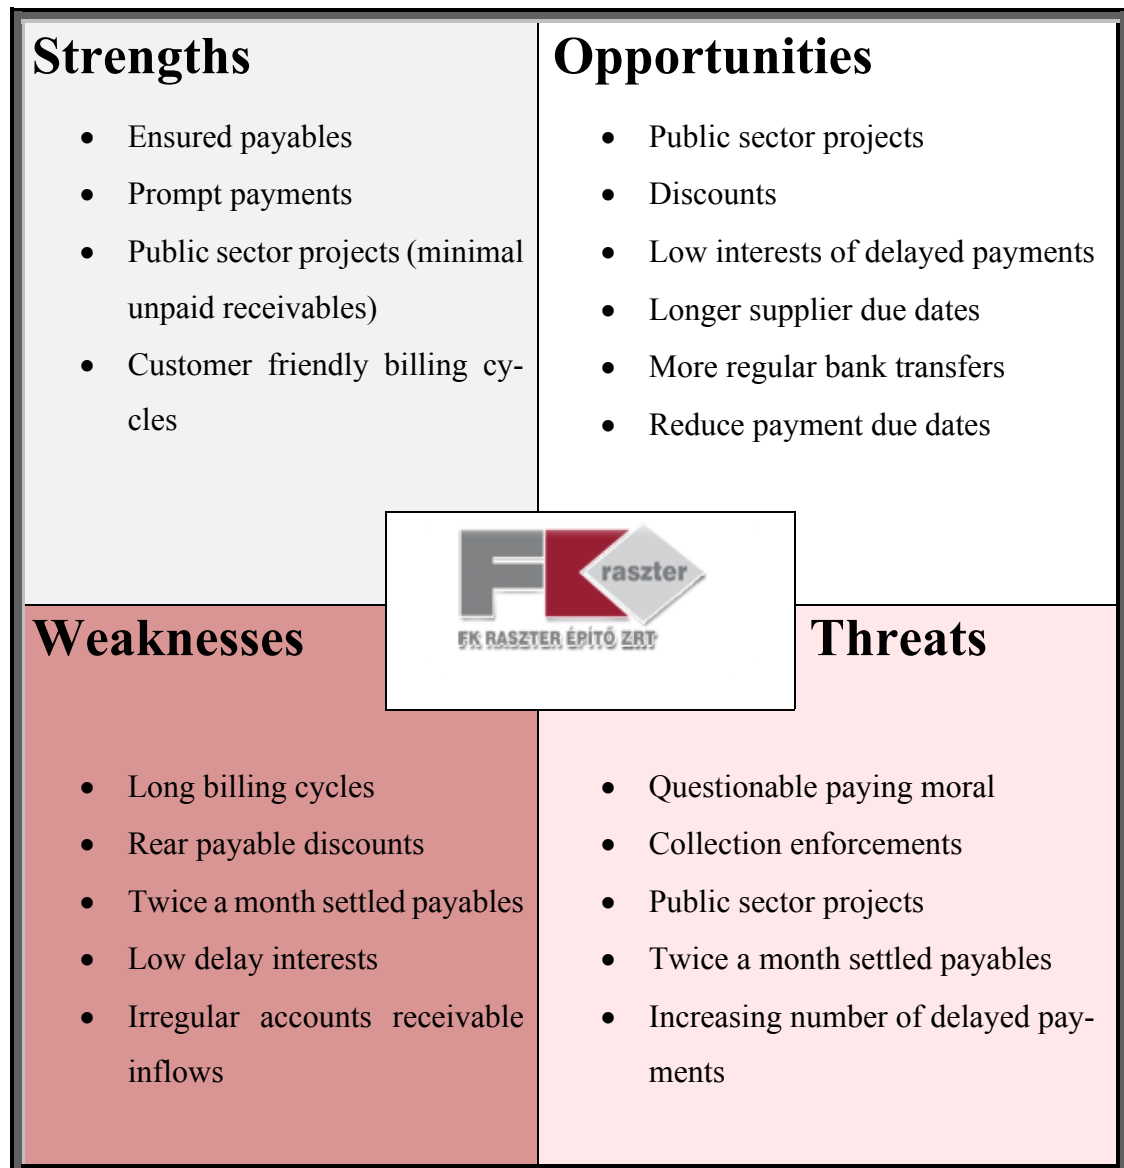 Strengths
• Ensured payables
• Prompt payments
• Public sector projects (minimal
unpaid receivables)
• Customer friendly billing cy-
cles
Opportunities
• Public sector projects
• Discounts
• Low interests of delayed payments
• Longer supplier due dates
• More regular bank transfers
• Reduce payment due dates
FK raszter
FK RASZTER ÉPÍTŐ ZRT
Weaknesses
• Long billing cycles
• Rear payable discounts
• Twice a month settled payables
• Low delay interests
• Irregular accounts receivable
inflows
Threats
• Questionable paying moral
• Collection enforcements
• Public sector projects
• Twice a month settled payables
• Increasing number of delayed pay-
ments